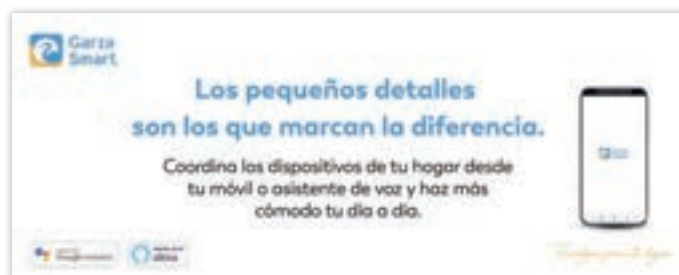 Garza
Smart
Los pequeños detalles
son los que marcan la diferencia.
Coordina los dispositivos de tu hogar desde
tu móvil o asistente de voz y haz más
cómodo tu día a día.
alexa